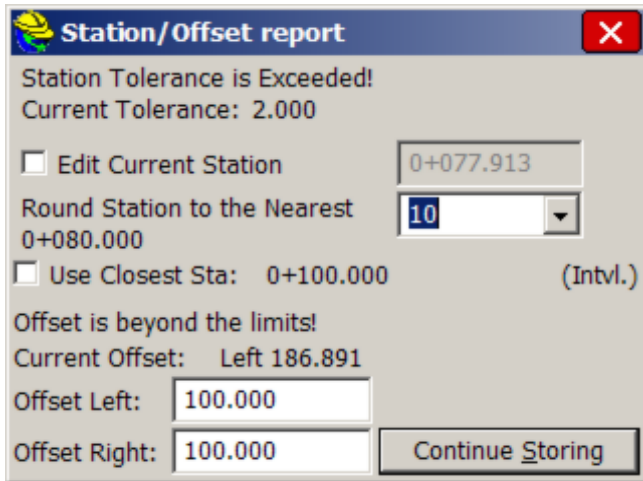 Station/Offset report
Station Tolerance is Exceeded!
Current Tolerance: 2.000
Edit Current Station 0+077.913
Round Station to the Nearest 10
0+080.000
Use Closest Sta: 0+100.000 (Intvl.)
Offset is beyond the limits!
Current Offset: Left 186.891
Offset Left: 100.000
Offset Right: 100.000 Continue Storing